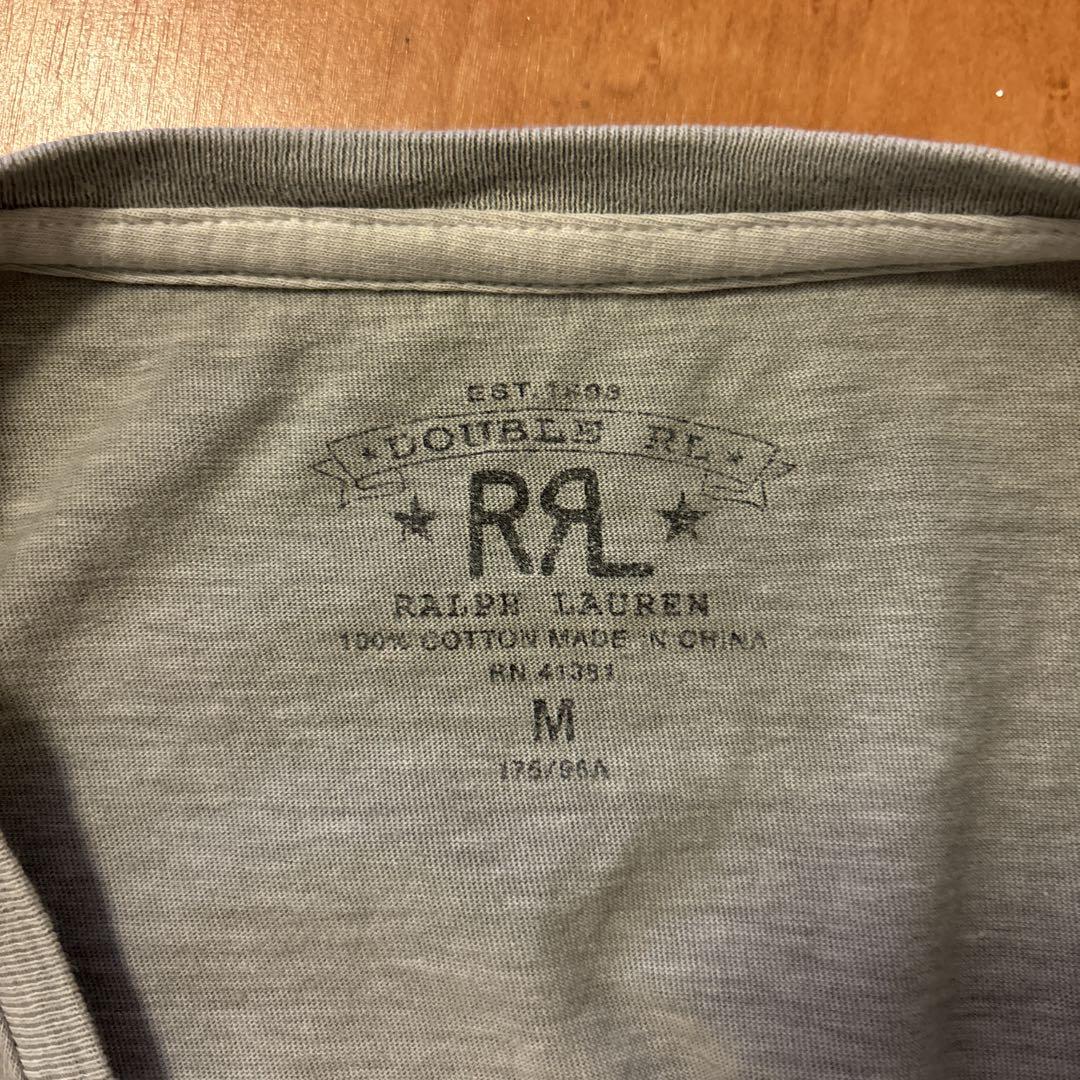 EST. 1993
DOUBLE RL
RRL
RALPH LAUREN
100% COTTON MADE IN CHINA
RN 41381
M
175/96A